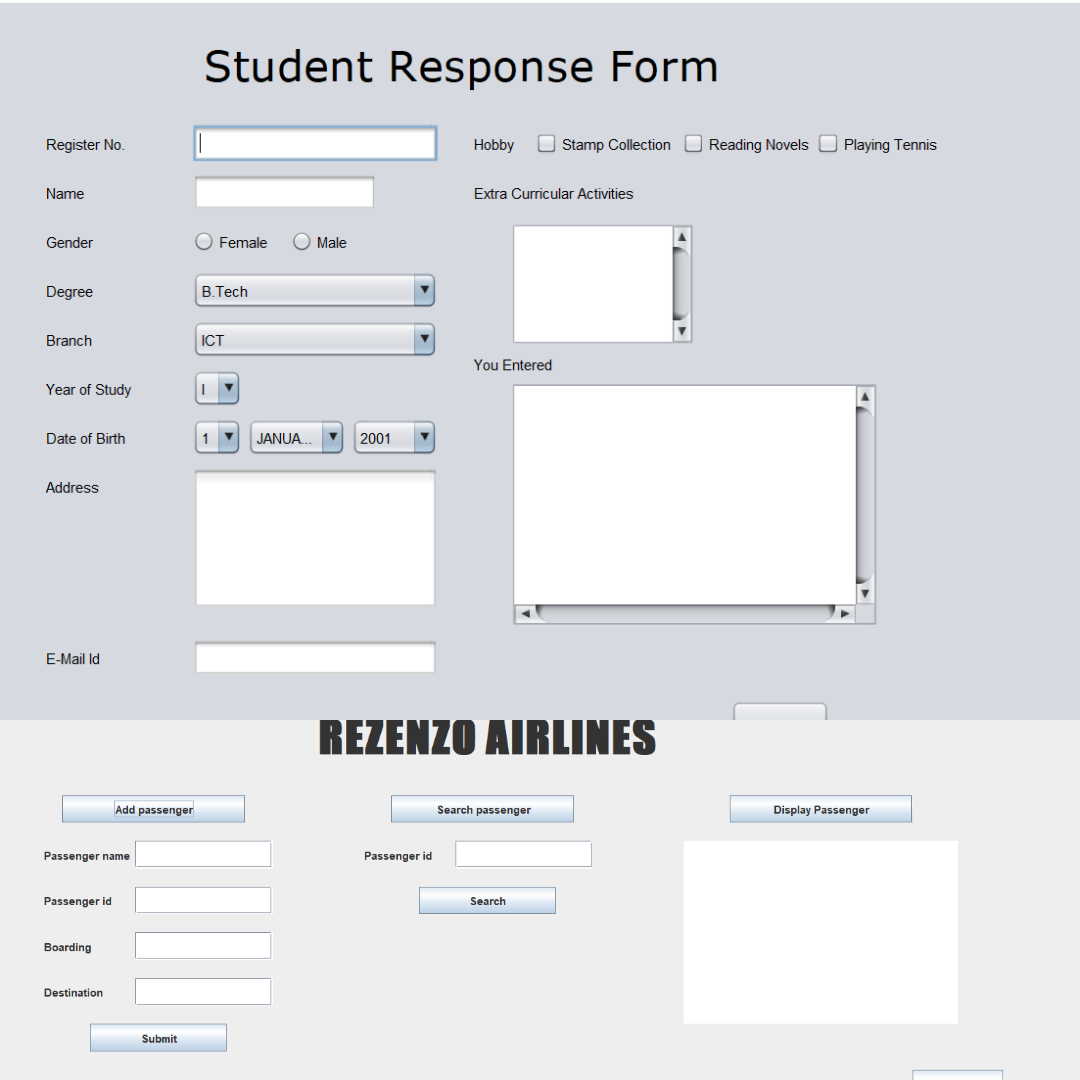 Student Response Form
Register No.
Hobby Stamp Collection Reading Novels Playing Tennis
Name
Extra Curricular Activities
Gender Female Male
Degree B.Tech
Branch ICT
You Entered
Year of Study I
Date of Birth 1 JANUA... 2001
Address
E-Mail Id
REZENZO AIRLINES
Add passenger Search passenger Display Passenger
Passenger name Passenger id
Passenger id Search
Boarding
Destination
Submit